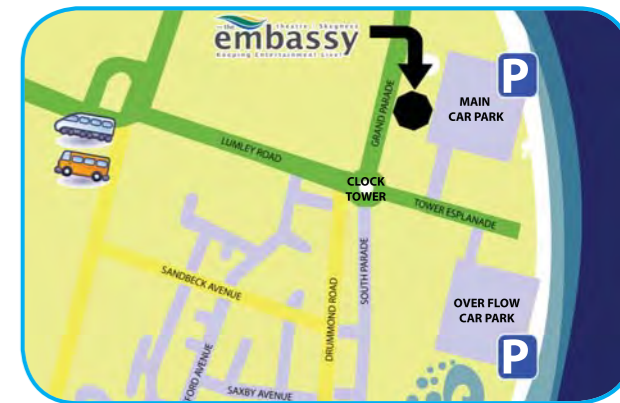 the theatre Skegness
embassy
Keeping Entertainment Live!
P
MAIN
CAR PARK
GRAND PARADE
LUMLEY ROAD
CLOCK
TOWER
TOWER ESPLANADE
SANDBECK AVENUE
DRUMMOND ROAD
SOUTH PARADE
OVER FLOW
CAR PARK
P
FORD AVENUE
SAXBY AVENUE